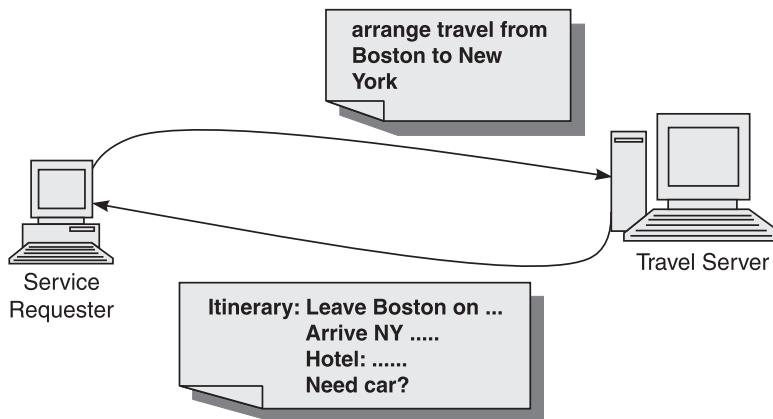 arrange travel from
Boston to New
York
Service
Requester
Travel Server
Itinerary: Leave Boston on ...
Arrive NY .....
Hotel: ......
Need car?